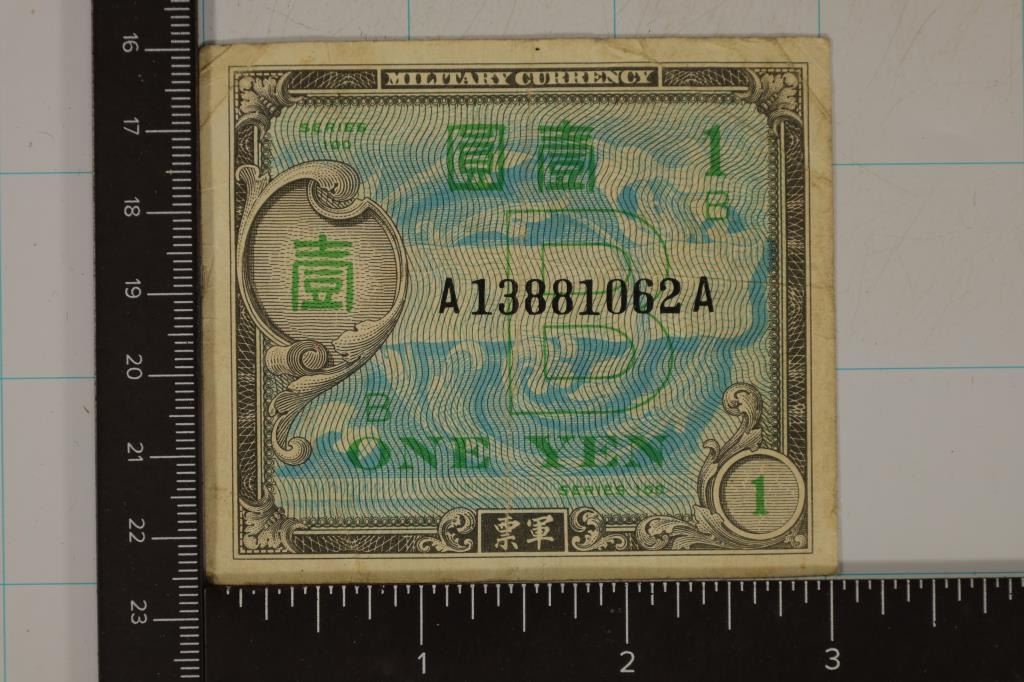 MILITARY CURRENCY
SERIES
100
圓 壹
1
B
壹
B
A13881062A
B
ONE YEN
SERIES 100
1
票軍
16
17
18
19
20
21
22
23
1 2 3